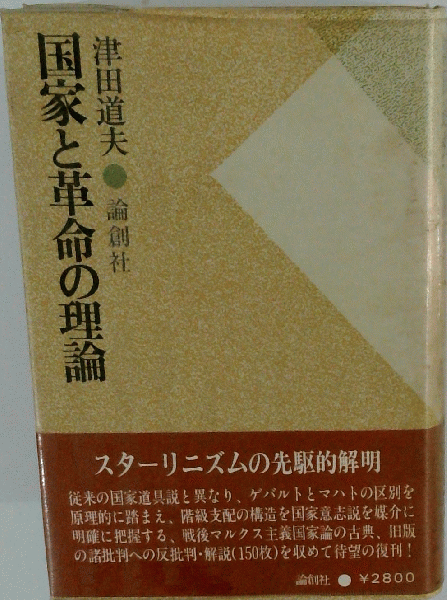 国家と革命の理論
津田道夫●論創社
スターリニズムの先駆的解明
従来の国家道具説と異なり、ゲバルトとマハトの区別を
原理的に踏まえ、階級支配の構造を国家意志説を媒介に
明確に把握する、戦後マルクス主義国家論の古典、旧版
の諸批判への反批判・解説(150枚)を収めて待望の復刊！
論創社 ● ¥2800